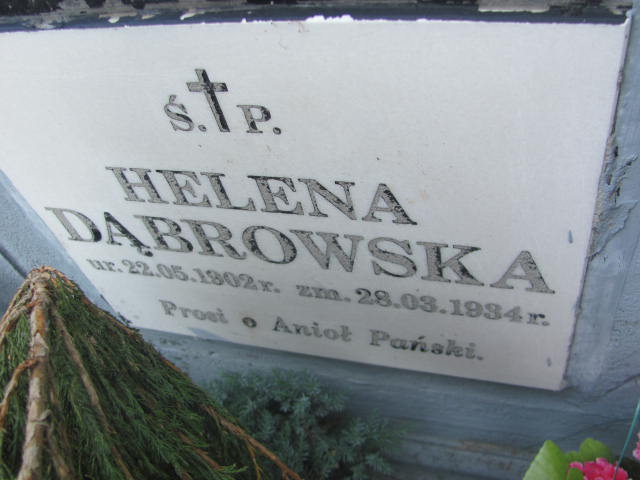 Ś. P.
HELENA
DĄBROWSKA
ur. 22.05.1902 r. zm. 28.03.1934 r.
Prosi o Anioł Pański.